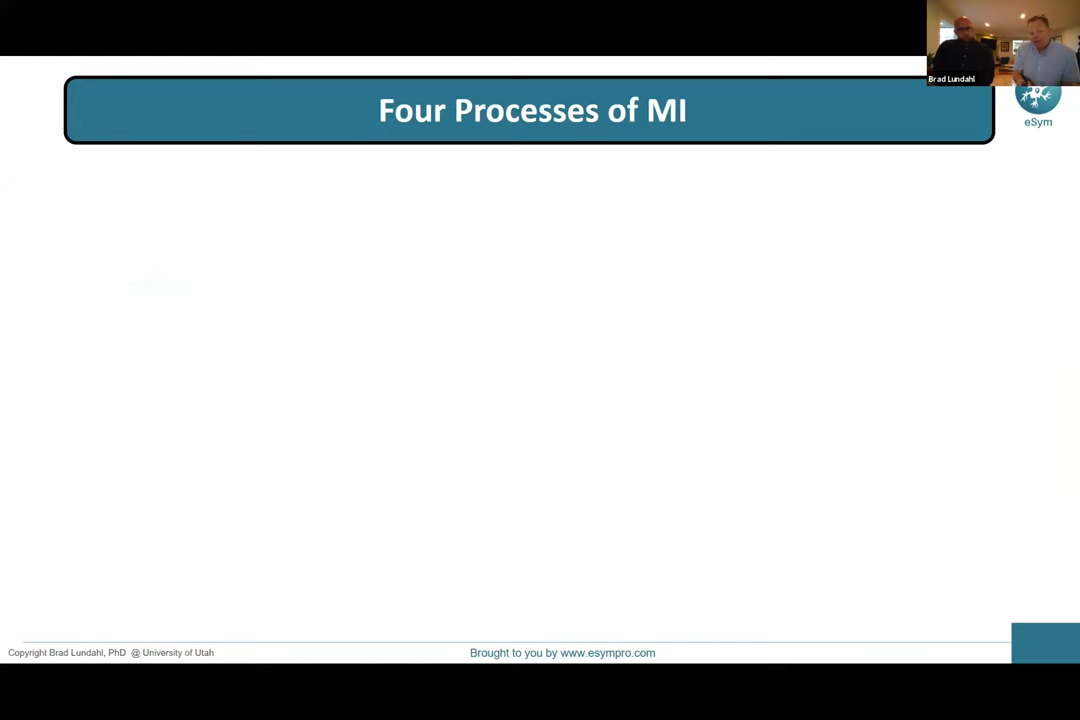 Brad Lundahl
Four Processes of MI
eSym
Copyright Brad Lundahl, PhD @ University of Utah
Brought to you by www.esympro.com